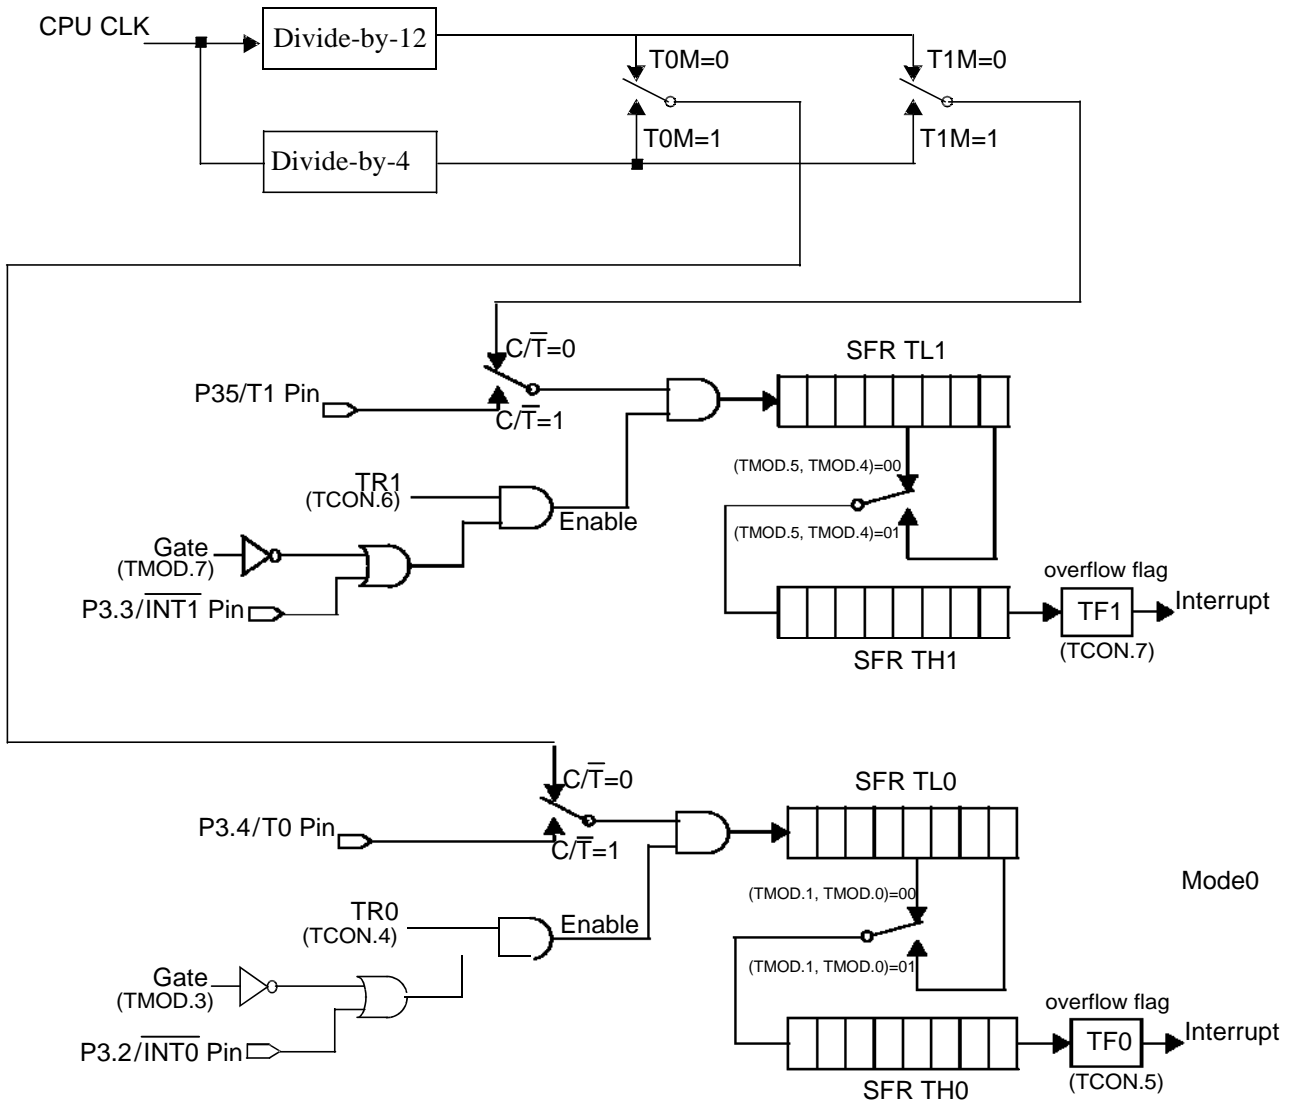 CPU CLK
Divide-by-12
T0M=0
T1M=0
T0M=1
T1M=1
Divide-by-4
C/T̅=0
SFR TL1
P35/T1 Pin
C/T̅=1
(TMOD.5, TMOD.4)=00
TR1
(TCON.6)
Enable
(TMOD.5, TMOD.4)=01
Gate
(TMOD.7)
overflow flag
P3.3/I̅N̅T̅1̅ Pin
TF1
Interrupt
(TCON.7)
SFR TH1
C/T̅=0
SFR TL0
P3.4/T0 Pin
C/T̅=1
Mode0
(TMOD.1, TMOD.0)=00
TR0
(TCON.4)
Enable
(TMOD.1, TMOD.0)=01
Gate
(TMOD.3)
overflow flag
P3.2/I̅N̅T̅0̅ Pin
TF0
Interrupt
(TCON.5)
SFR TH0